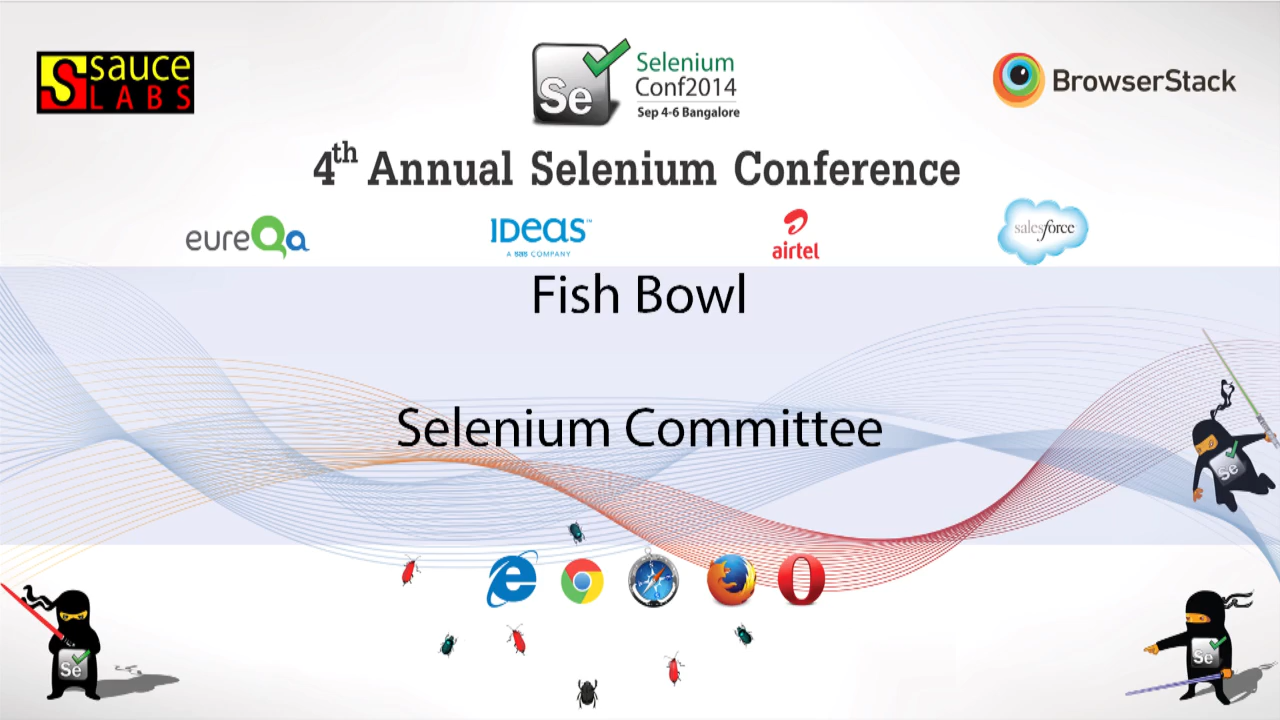 sauce
LABS
Se
Selenium
Conf2014
Sep 4-6 Bangalore
BrowserStack
4th Annual Selenium Conference
eureQa
IDeaS™
A SAS COMPANY
airtel
salesforce
Fish Bowl
Selenium Committee
Se
Se
Se